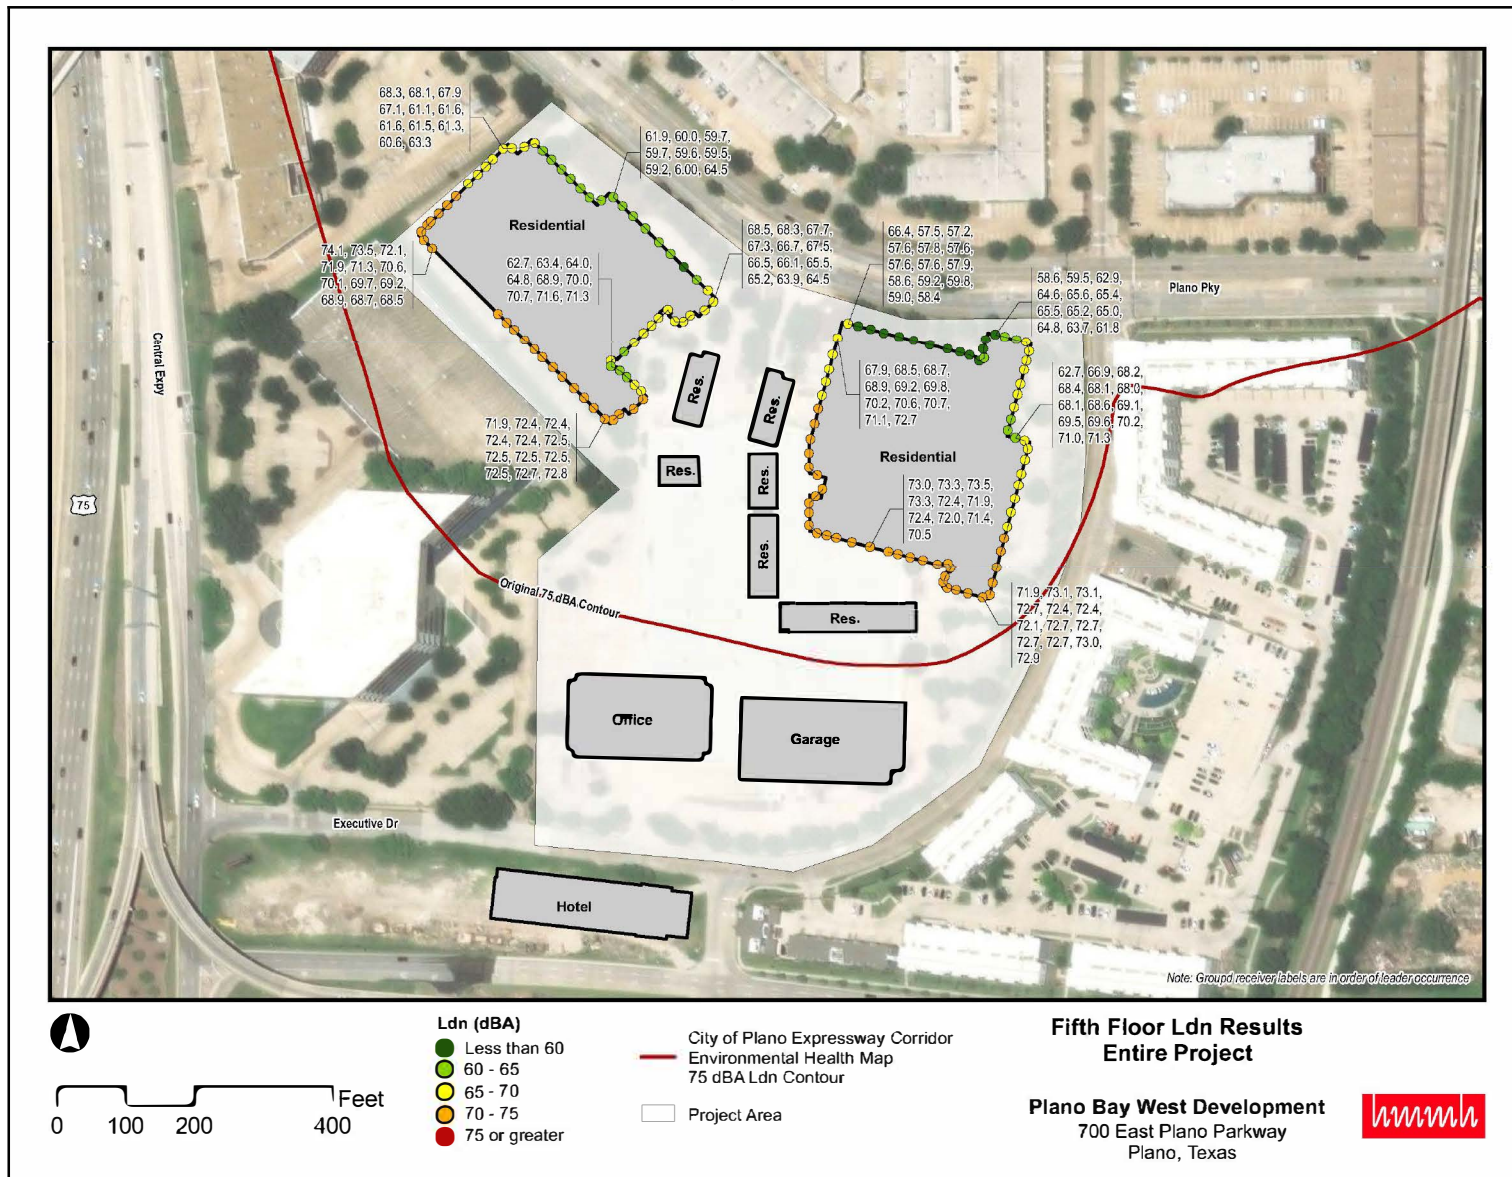 68.3, 68.1, 67.9
67.1, 61.1, 61.6,
61.6, 61.5, 61.3,
60.6, 63.3
61.9, 60.0, 59.7,
59.7, 59.6, 59.5,
59.2, 6.00, 64.5
Residential
74.1, 73.5, 72.1,
71.9, 71.3, 70.6,
70.1, 69.7, 69.2,
68.9, 68.7, 68.5
62.7, 63.4, 64.0,
64.8, 68.9, 70.0,
70.7, 71.6, 71.3
68.5, 68.3, 67.7,
67.3, 66.7, 67.5,
66.5, 66.1, 65.5,
65.2, 63.9, 64.5
66.4, 57.5, 57.2,
57.6, 57.8, 57.6,
57.6, 57.6, 57.9,
58.6, 59.2, 59.8,
59.0, 58.4
58.6, 59.5, 62.9,
64.6, 65.6, 65.4,
65.5, 65.2, 65.0,
64.8, 63.7, 61.8
Plano Pky
Central Expy
75
67.9, 68.5, 68.7,
68.9, 69.2, 69.8,
70.2, 70.6, 70.7,
71.1, 72.7
62.7, 66.9, 68.2,
68.4, 68.1, 68.0,
68.1, 68.6, 69.1,
69.5, 69.6, 70.2,
71.0, 71.3
Res.
Res.
71.9, 72.4, 72.4,
72.4, 72.4, 72.5,
72.5, 72.5, 72.5,
72.5, 72.7, 72.8
Res.
Res.
Residential
73.0, 73.3, 73.5,
73.3, 72.4, 71.9,
72.4, 72.0, 71.4,
70.5
Res.
Original 75 dBA Contour
Res.
71.9, 73.1, 73.1,
72.7, 72.4, 72.4,
72.1, 72.7, 72.7,
72.7, 72.7, 73.0,
72.9
Office
Garage
Executive Dr
Hotel
Note: Groupd receiver labels are in order of leader occurrence
Feet
0 100 200 400
Ldn (dBA)
Less than 60
60 - 65
65 - 70
70 - 75
75 or greater
City of Plano Expressway Corridor
Environmental Health Map
75 dBA Ldn Contour
Project Area
Fifth Floor Ldn Results
Entire Project
Plano Bay West Development
700 East Plano Parkway
Plano, Texas
hmmh